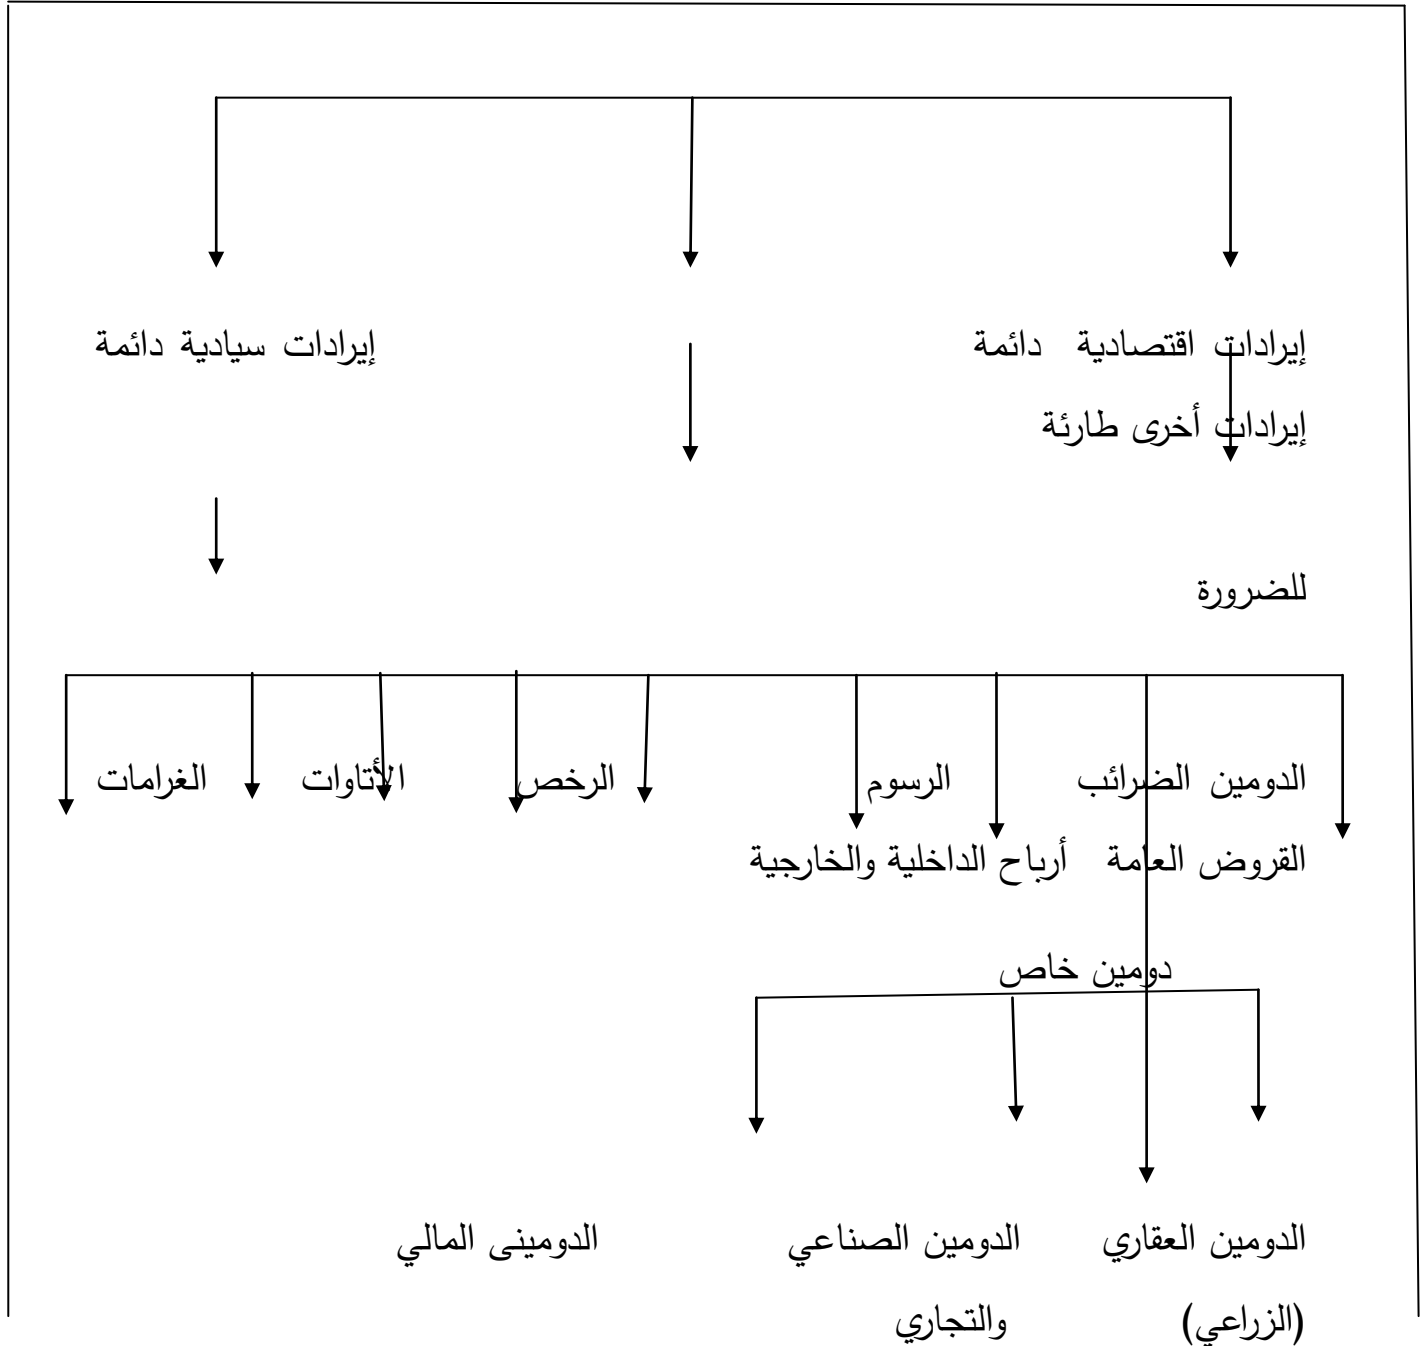 إيرادات اقتصادية دائمة إيرادات سيادية دائمة
إيرادات أخرى طارئة
للضرورة
الدومين الضرائب الرسوم الرخص الأتاوات الغرامات
القروض العامة أرباح الداخلية والخارجية
دومين خاص
الدومين العقاري الدومين الصناعي الدومينى المالي
(الزراعي) والتجاري